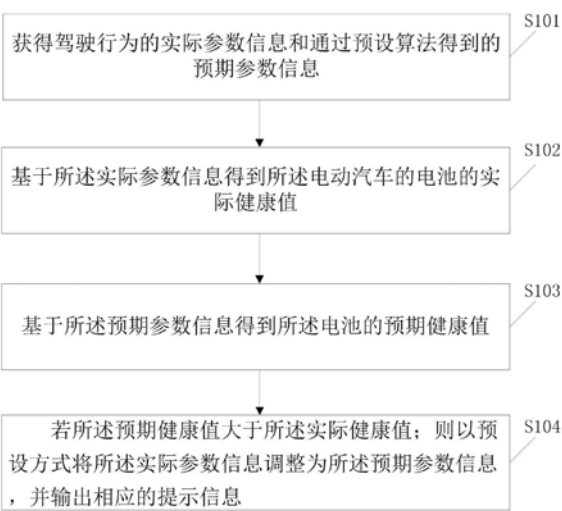 S101
获得驾驶行为的实际参数信息和通过预设算法得到的
预期参数信息
S102
基于所述实际参数信息得到所述电动汽车的电池的实
际健康值
S103
基于所述预期参数信息得到所述电池的预期健康值
S104
若所述预期健康值大于所述实际健康值；则以预
设方式将所述实际参数信息调整为所述预期参数信息
，并输出相应的提示信息